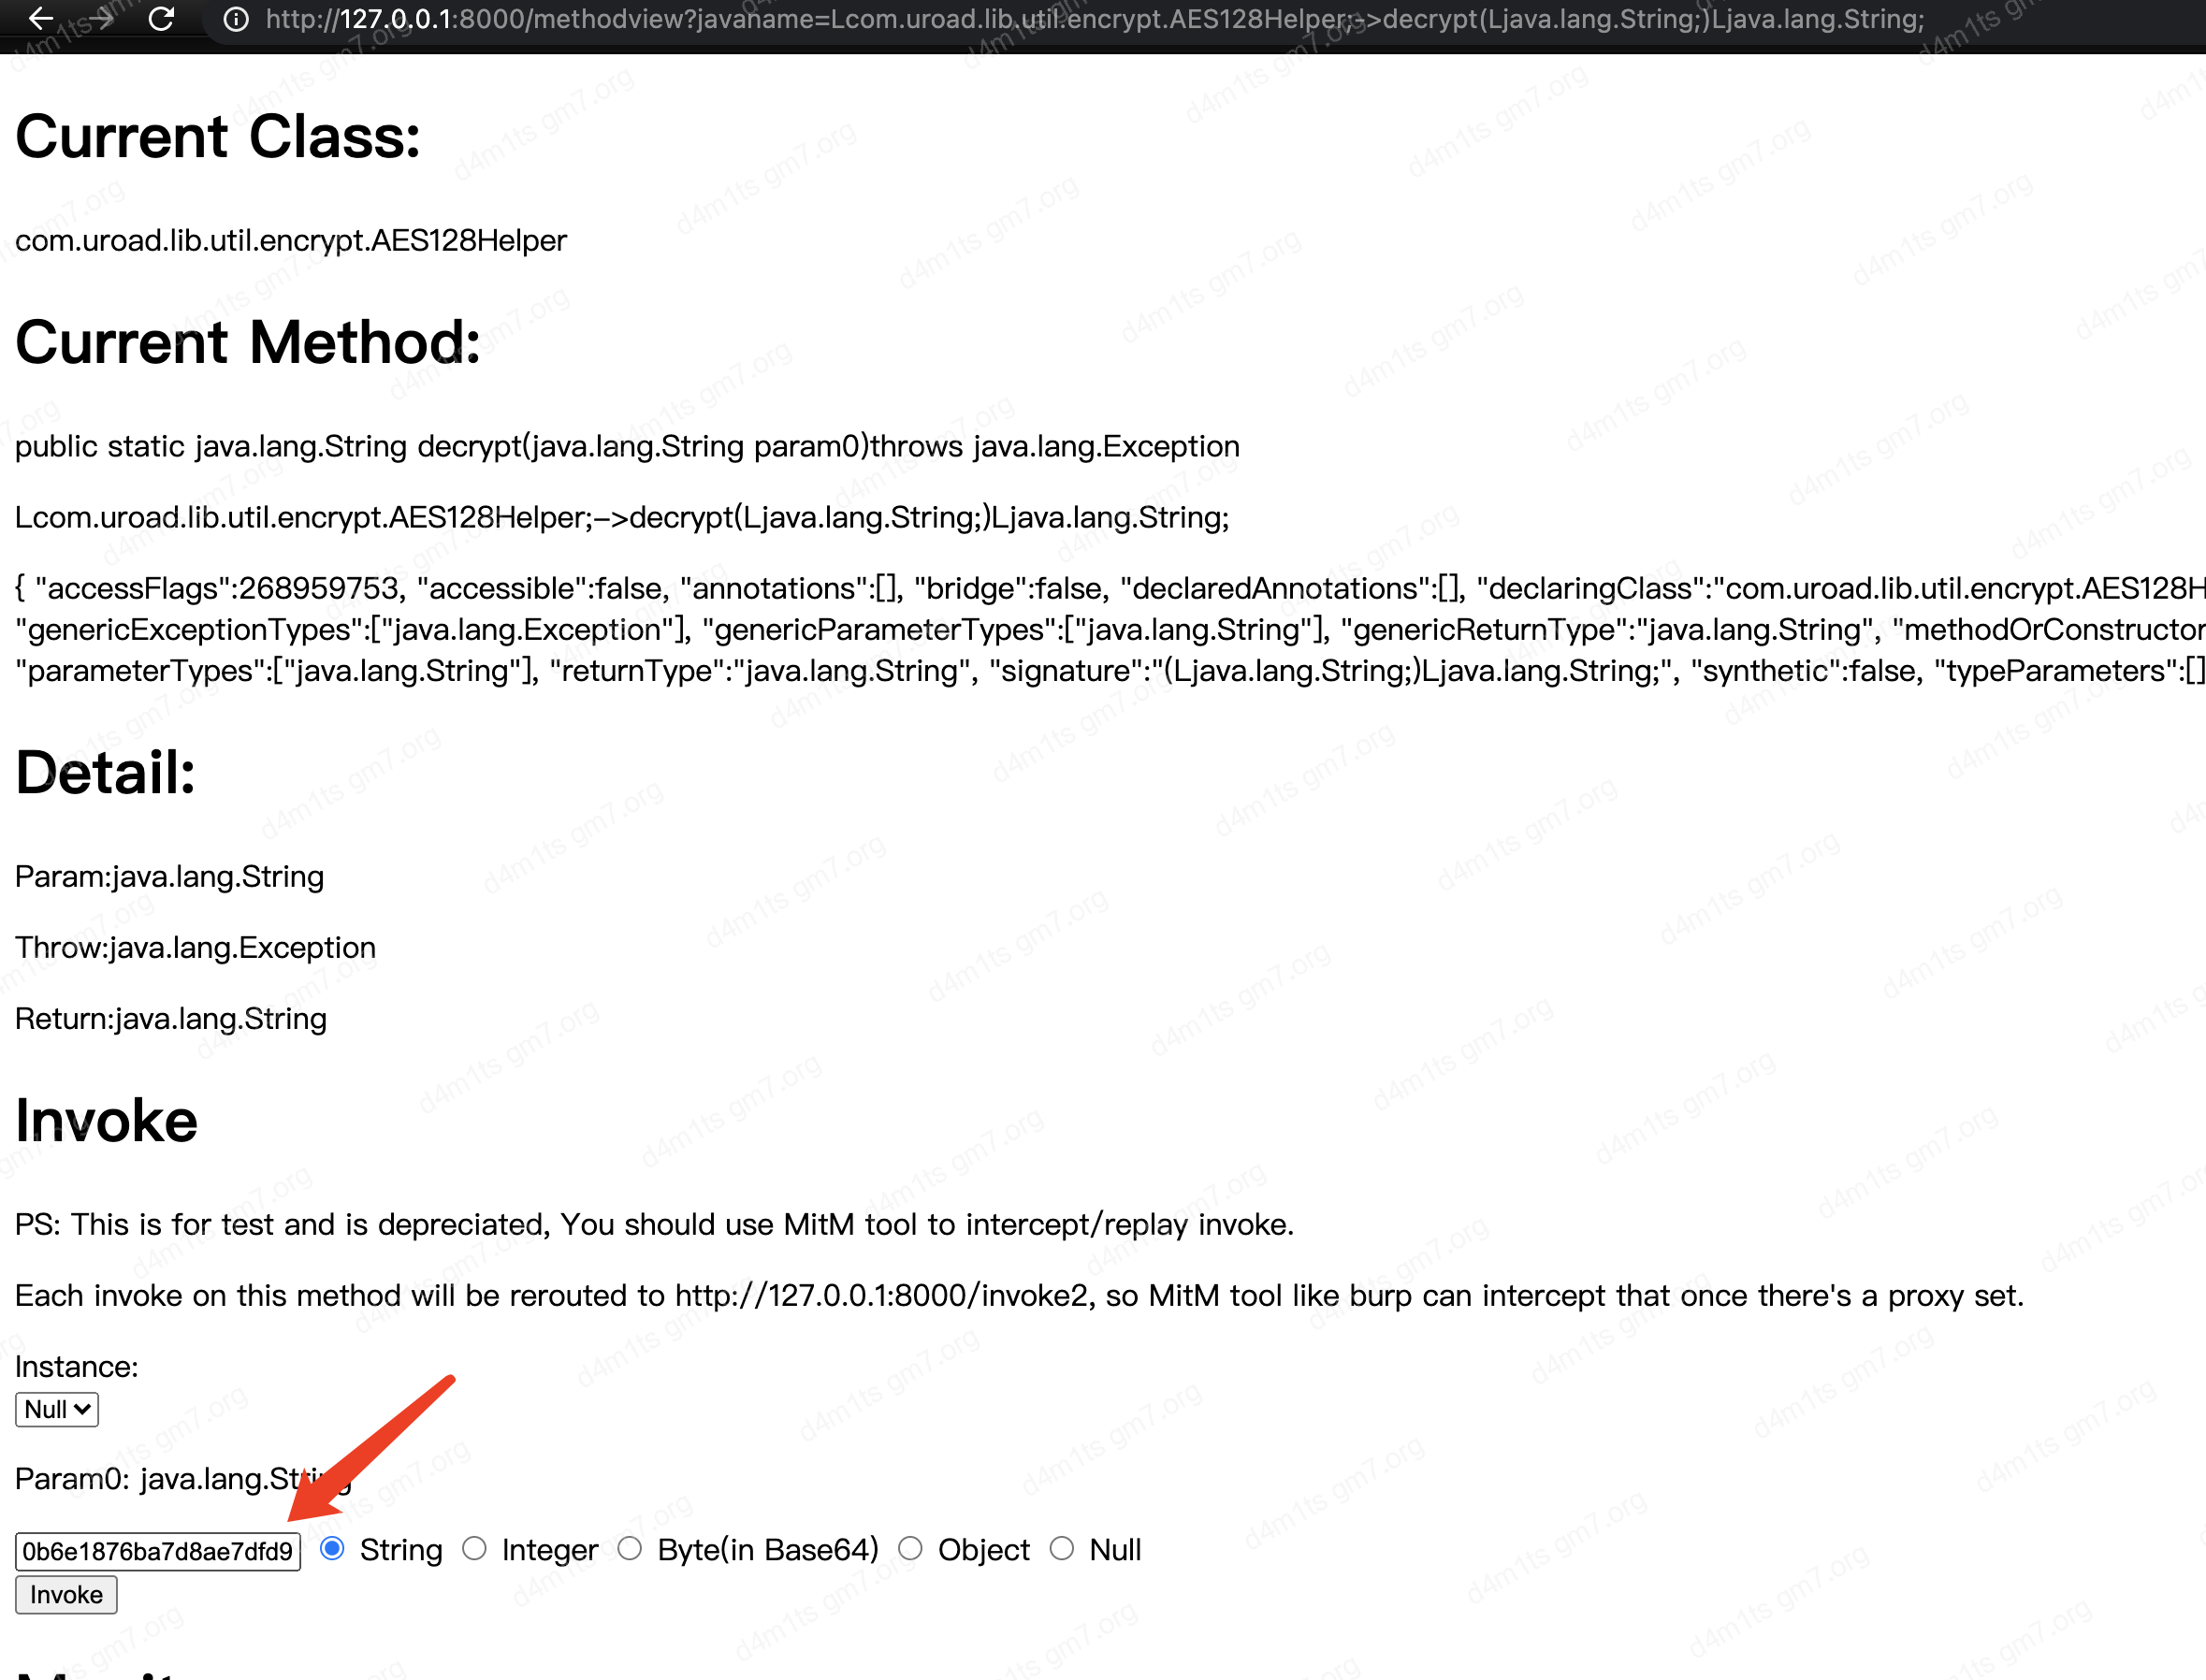 http://127.0.0.1:8000/methodview?javaname=Lcom.uroad.lib.util.encrypt.AES128Helper;->decrypt(Ljava.lang.String;)Ljava.lang.String;
Current Class:
com.uroad.lib.util.encrypt.AES128Helper
Current Method:
public static java.lang.String decrypt(java.lang.String param0)throws java.lang.Exception
Lcom.uroad.lib.util.encrypt.AES128Helper;->decrypt(Ljava.lang.String;)Ljava.lang.String;
{ "accessFlags":268959753, "accessible":false, "annotations":[], "bridge":false, "declaredAnnotations":[], "declaringClass":"com.uroad.lib.util.encrypt.AES128H
"genericExceptionTypes":["java.lang.Exception"], "genericParameterTypes":["java.lang.String"], "genericReturnType":"java.lang.String", "methodOrConstructor
"parameterTypes":["java.lang.String"], "returnType":"java.lang.String", "signature":"(Ljava.lang.String;)Ljava.lang.String;", "synthetic":false, "typeParameters":[]
Detail:
Param:java.lang.String
Throw:java.lang.Exception
Return:java.lang.String
Invoke
PS: This is for test and is depreciated, You should use MitM tool to intercept/replay invoke.
Each invoke on this method will be rerouted to http://127.0.0.1:8000/invoke2, so MitM tool like burp can intercept that once there's a proxy set.
Instance:
Null
Param0: java.lang.String
0b6e1876ba7d8ae7dfd9 String Integer Byte(in Base64) Object Null
Invoke
d4m1ts gm7.org